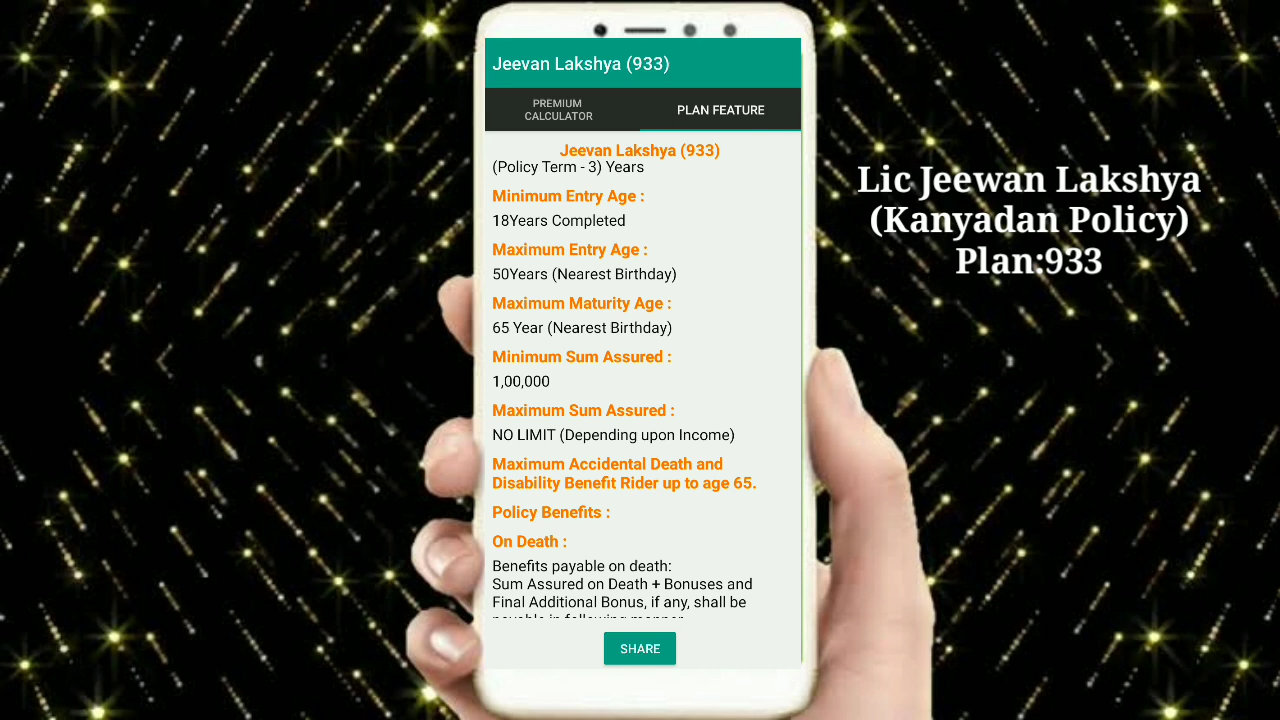 Jeevan Lakshya (933)
PREMIUM
CALCULATOR
PLAN FEATURE
Jeevan Lakshya (933)
(Policy Term - 3) Years
Minimum Entry Age :
18Years Completed
Maximum Entry Age :
50Years (Nearest Birthday)
Maximum Maturity Age :
65 Year (Nearest Birthday)
Minimum Sum Assured :
1,00,000
Maximum Sum Assured :
NO LIMIT (Depending upon Income)
Maximum Accidental Death and
Disability Benefit Rider up to age 65.
Policy Benefits :
On Death :
Benefits payable on death:
Sum Assured on Death + Bonuses and
Final Additional Bonus, if any, shall be
SHARE
Lic Jeewan Lakshya
(Kanyadan Policy)
Plan:933